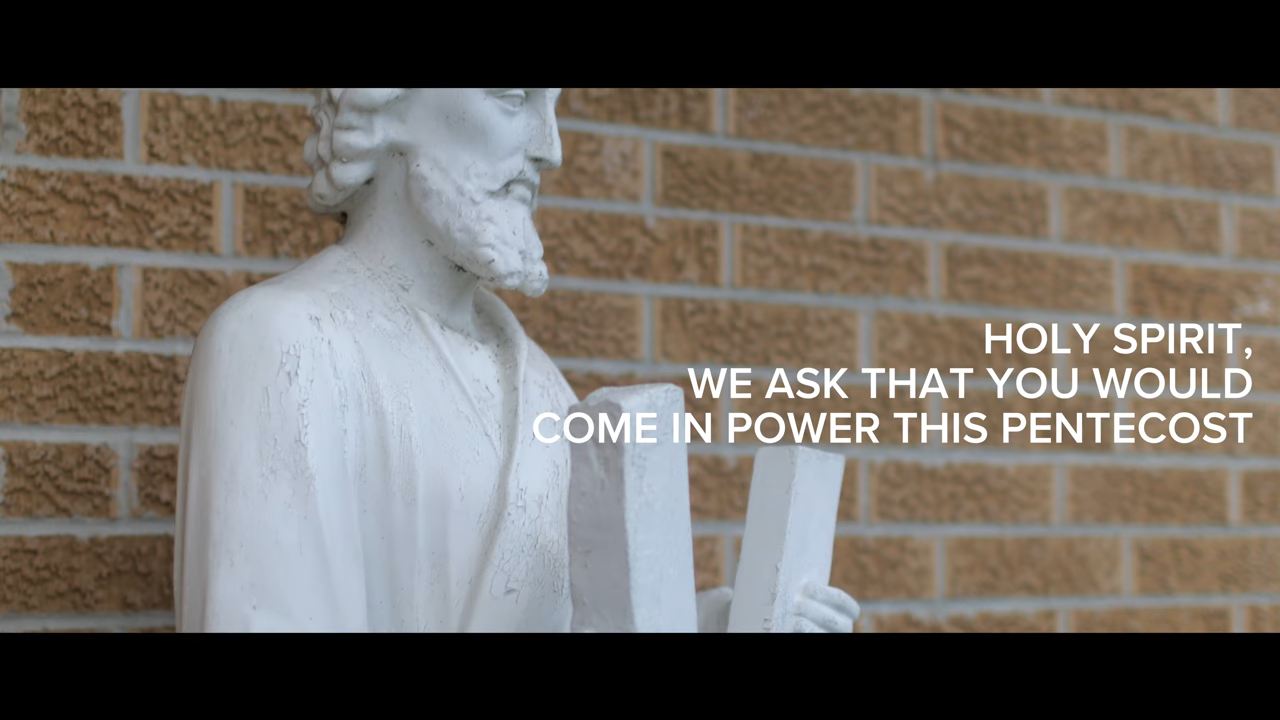 HOLY SPIRIT,
WE ASK THAT YOU WOULD
COME IN POWER THIS PENTECOST